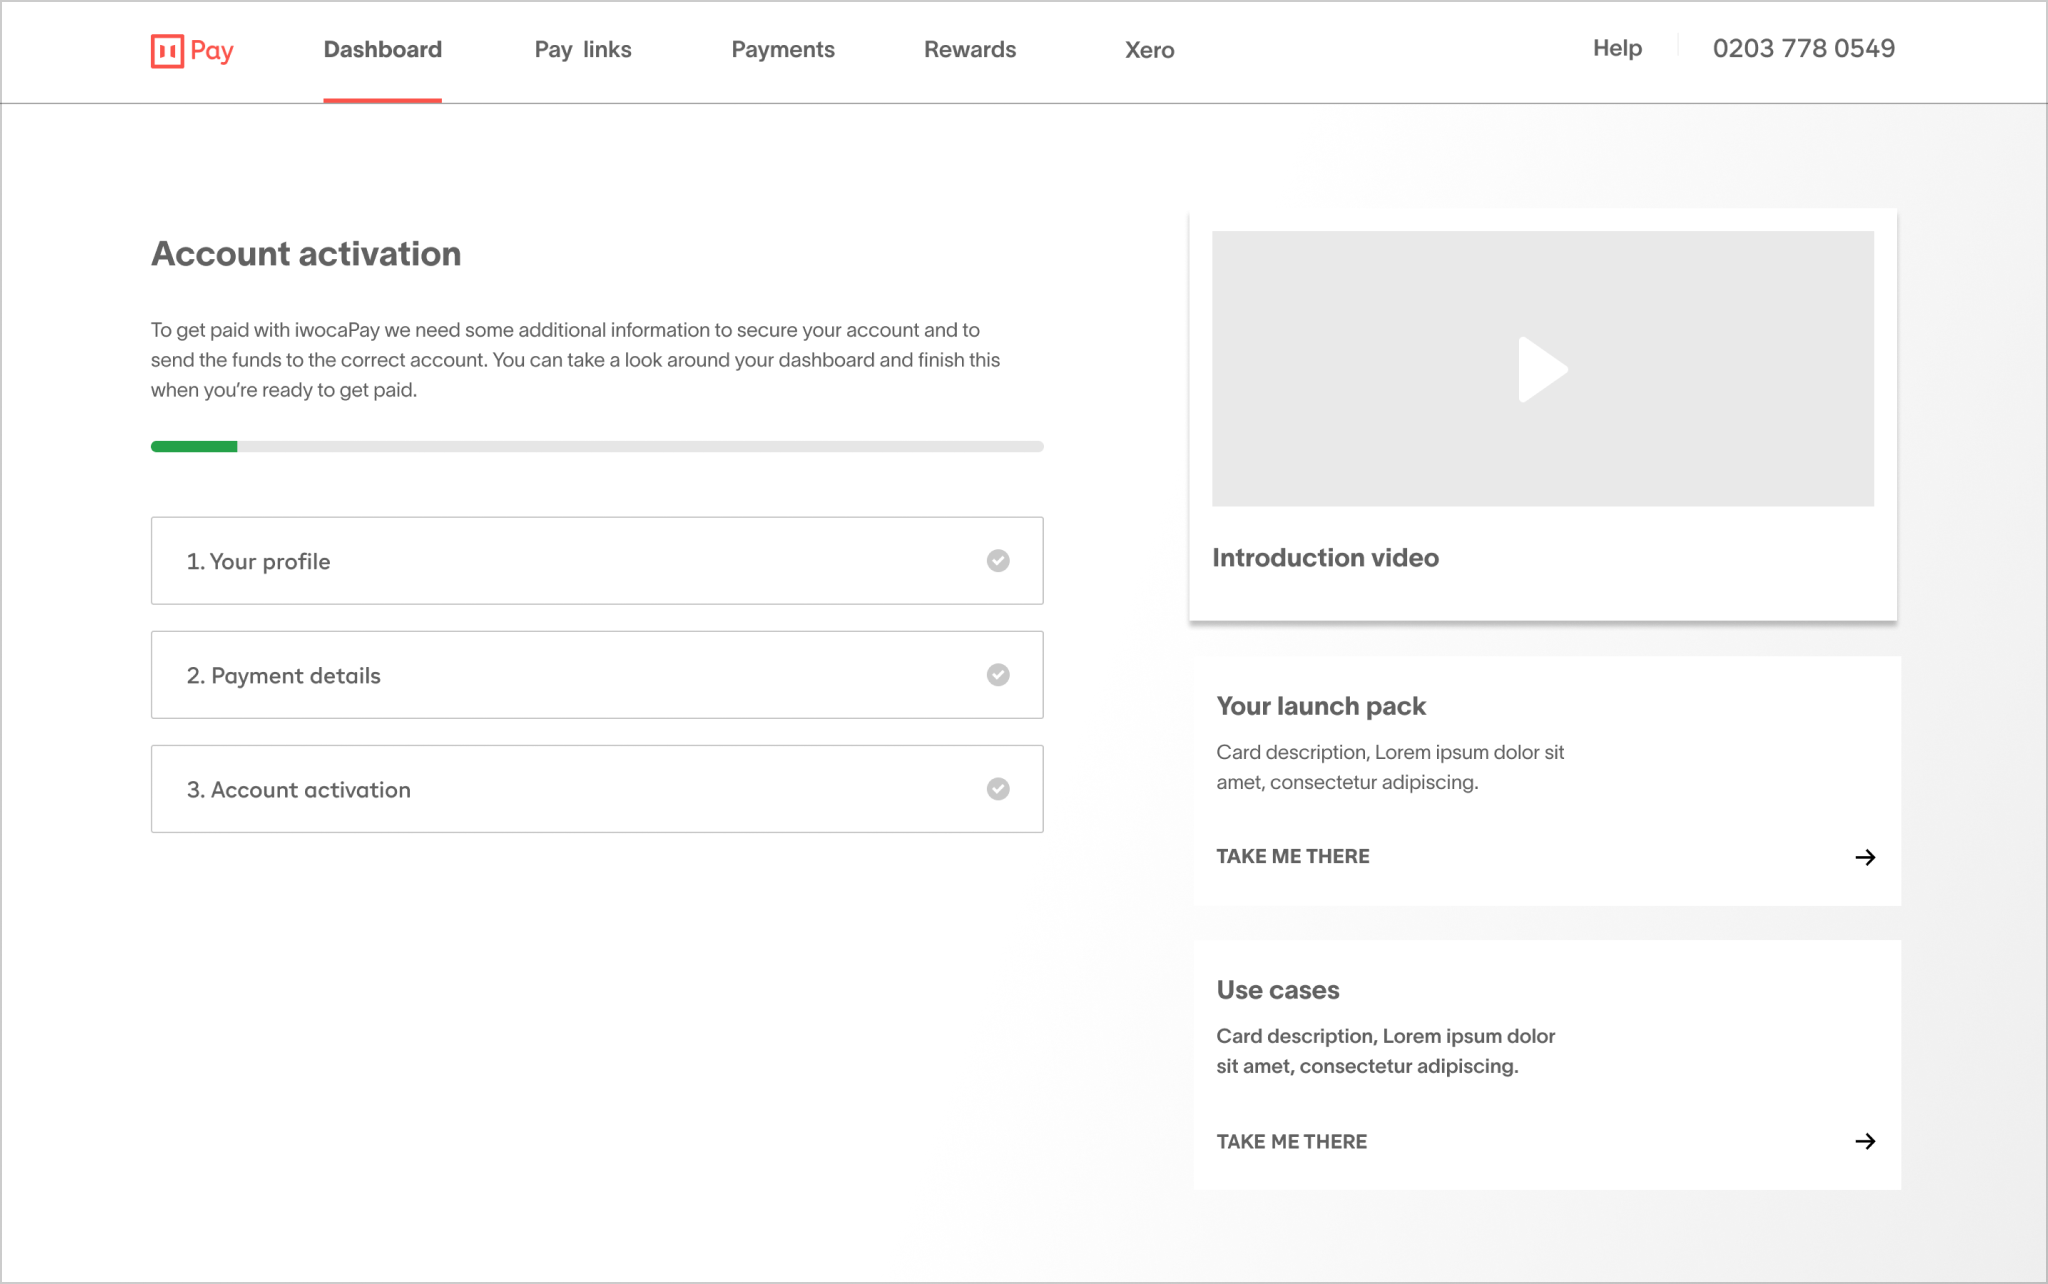 Pay
Dashboard
Pay links
Payments
Rewards
Xero
Help
0203 778 0549
Account activation
To get paid with iwocaPay we need some additional information to secure your account and to
send the funds to the correct account. You can take a look around your dashboard and finish this
when you’re ready to get paid.
1. Your profile
2. Payment details
3. Account activation
Introduction video
Your launch pack
Card description, Lorem ipsum dolor sit
amet, consectetur adipiscing.
TAKE ME THERE
Use cases
Card description, Lorem ipsum dolor
sit amet, consectetur adipiscing.
TAKE ME THERE